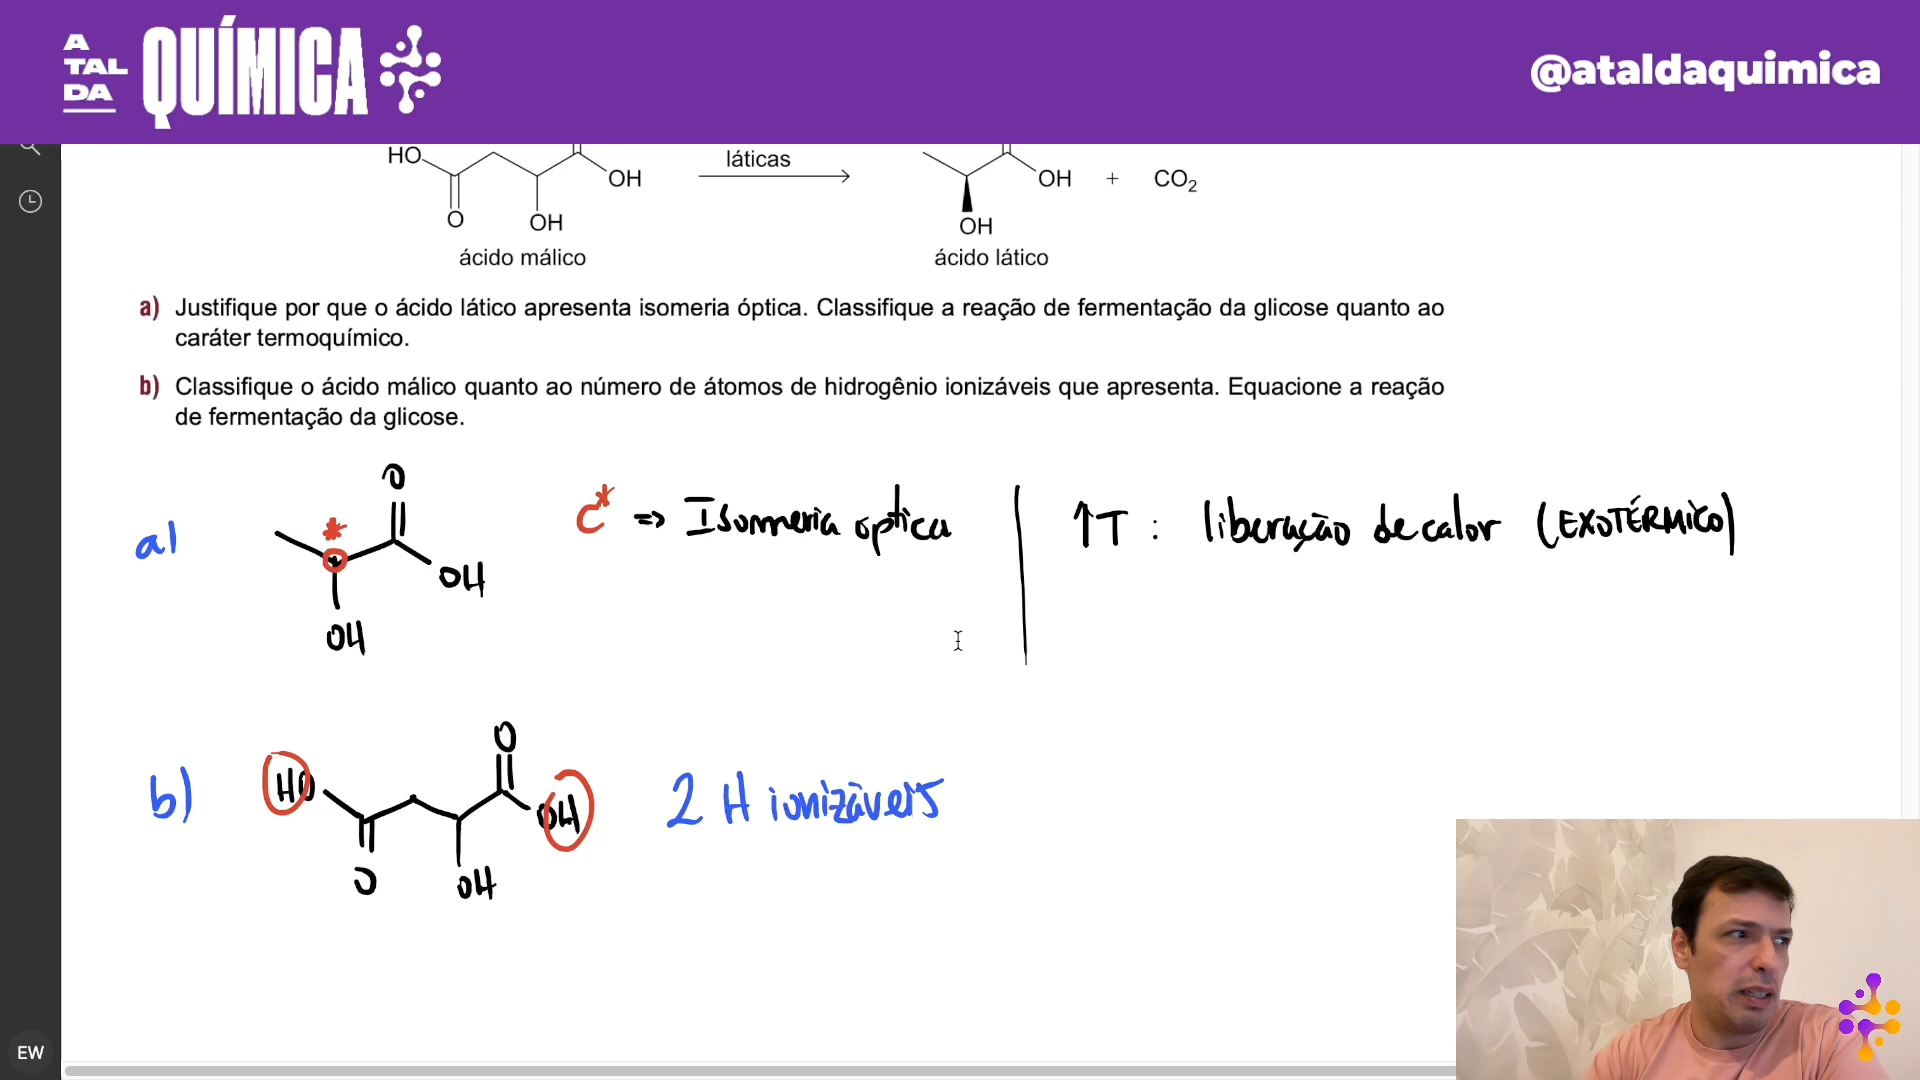 A
TAL
DA
QUÍMICA
@ataldaquimica
HO
O
OH
OH
láticas
OH
OH
+ CO₂
ácido málico
ácido lático
a) Justifique por que o ácido lático apresenta isomeria óptica. Classifique a reação de fermentação da glicose quanto ao
caráter termoquímico.
b) Classifique o ácido málico quanto ao número de átomos de hidrogênio ionizáveis que apresenta. Equacione a reação
de fermentação da glicose.
a)
O
*
OH
OH
C* => Isomeria óptica
↑T : liberação de calor (EXOTÉRMICO)
b)
HO
O
O
OH
OH
2 H ionizáveis
EW